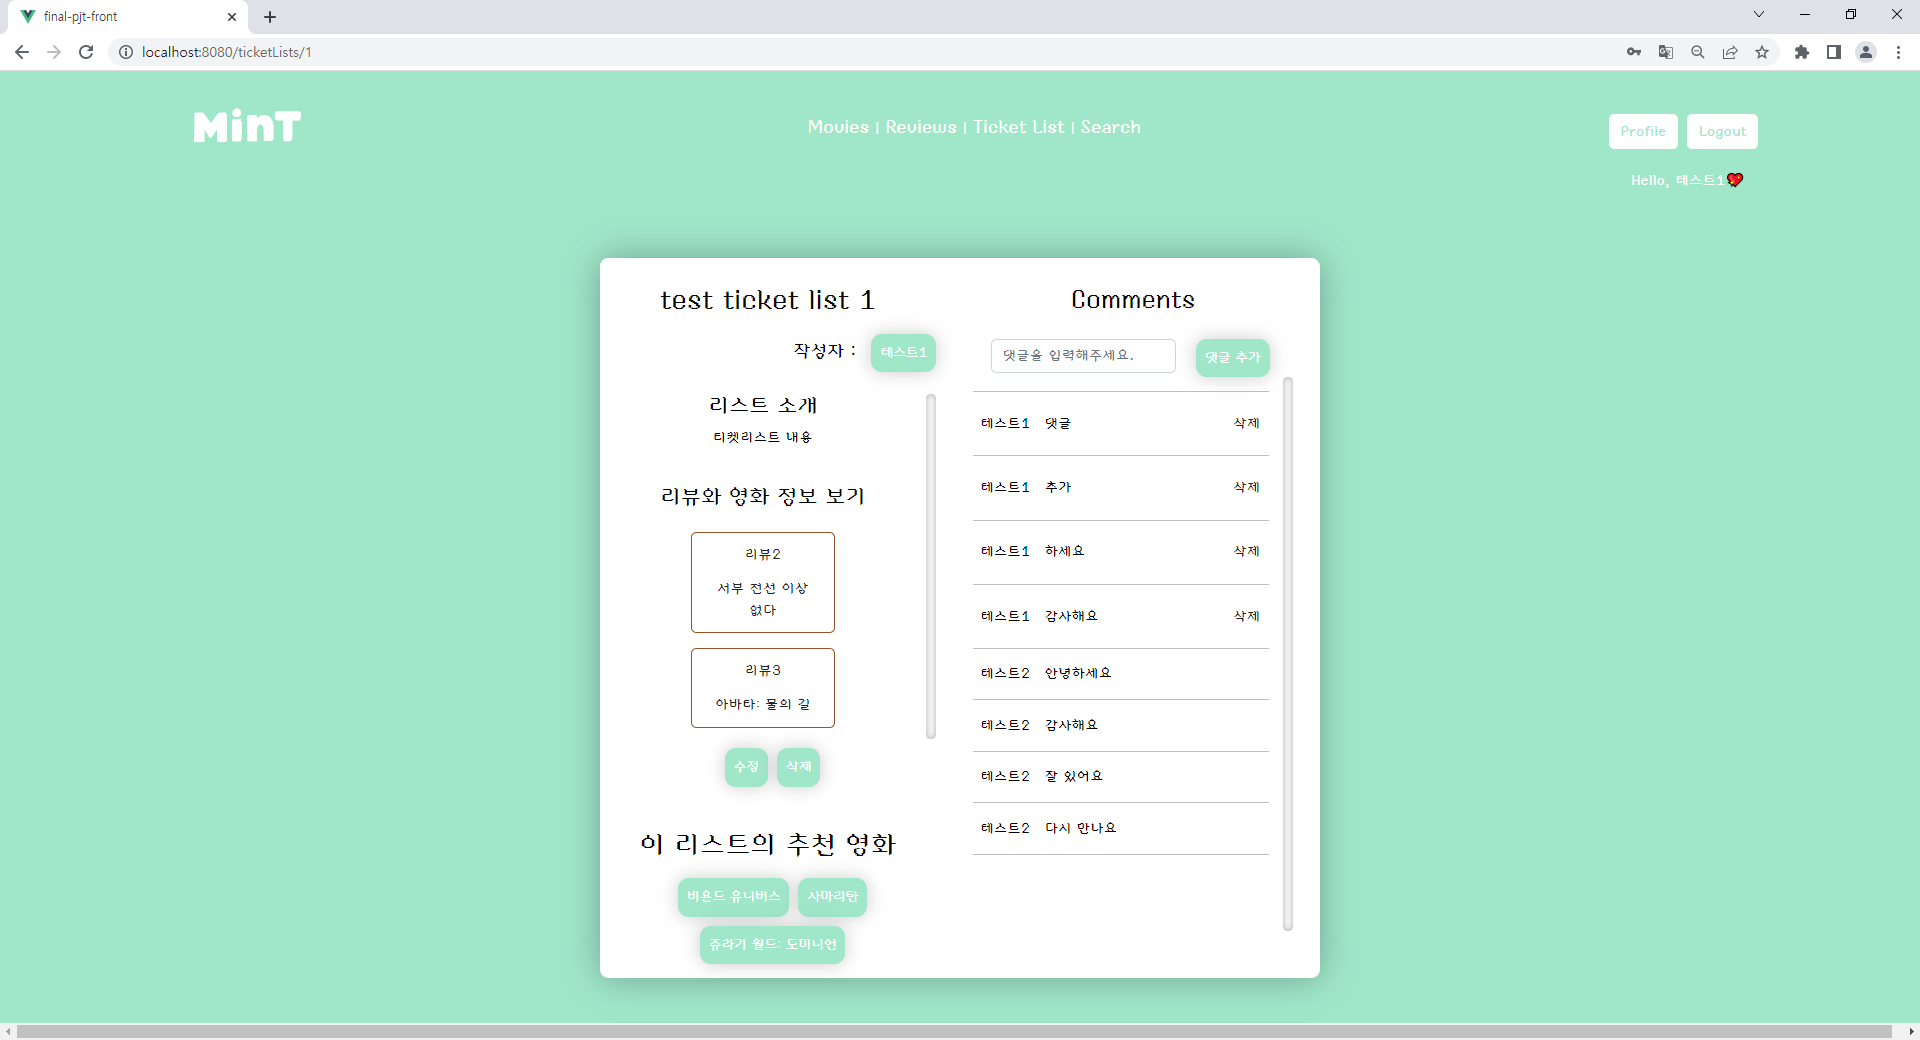 final-pjt-front
localhost:8080/ticketLists/1
MinT
Movies | Reviews | Ticket List | Search
Profile
Logout
Hello, 테스트1💖
test ticket list 1
작성자 :
테스트1
리스트 소개
티켓리스트 내용
리뷰와 영화 정보 보기
리뷰2
서부 전선 이상
없다
리뷰3
아바타: 물의 길
수정
삭제
이 리스트의 추천 영화
비욘드 유니버스
사마리탄
쥬라기 월드: 도미니언
Comments
댓글을 입력해주세요.
댓글 추가
테스트1 댓글 삭제
테스트1 추가 삭제
테스트1 하세요 삭제
테스트1 감사해요 삭제
테스트2 안녕하세요
테스트2 감사해요
테스트2 잘 있어요
테스트2 다시 만나요